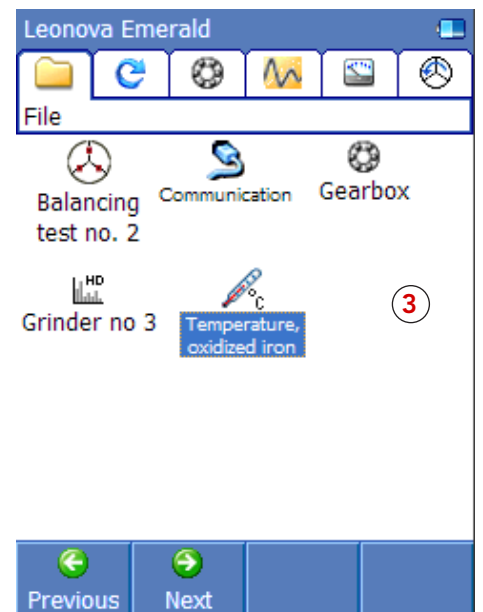 Leonova Emerald
File
Balancing
test no. 2
Communication
Gearbox
HD
Grinder no 3
°C
Temperature,
oxidized iron
3
Previous
Next